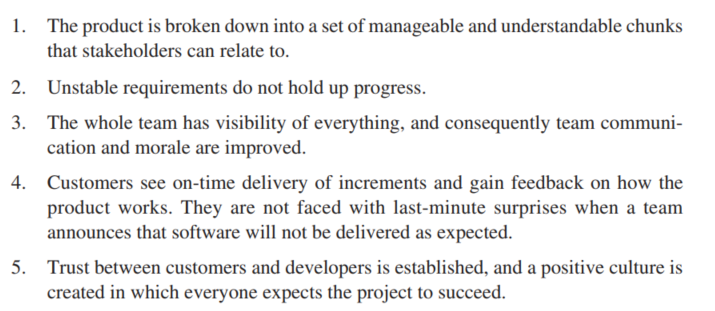 1. The product is broken down into a set of manageable and understandable chunks
that stakeholders can relate to.
2. Unstable requirements do not hold up progress.
3. The whole team has visibility of everything, and consequently team communi-
cation and morale are improved.
4. Customers see on-time delivery of increments and gain feedback on how the
product works. They are not faced with last-minute surprises when a team
announces that software will not be delivered as expected.
5. Trust between customers and developers is established, and a positive culture is
created in which everyone expects the project to succeed.